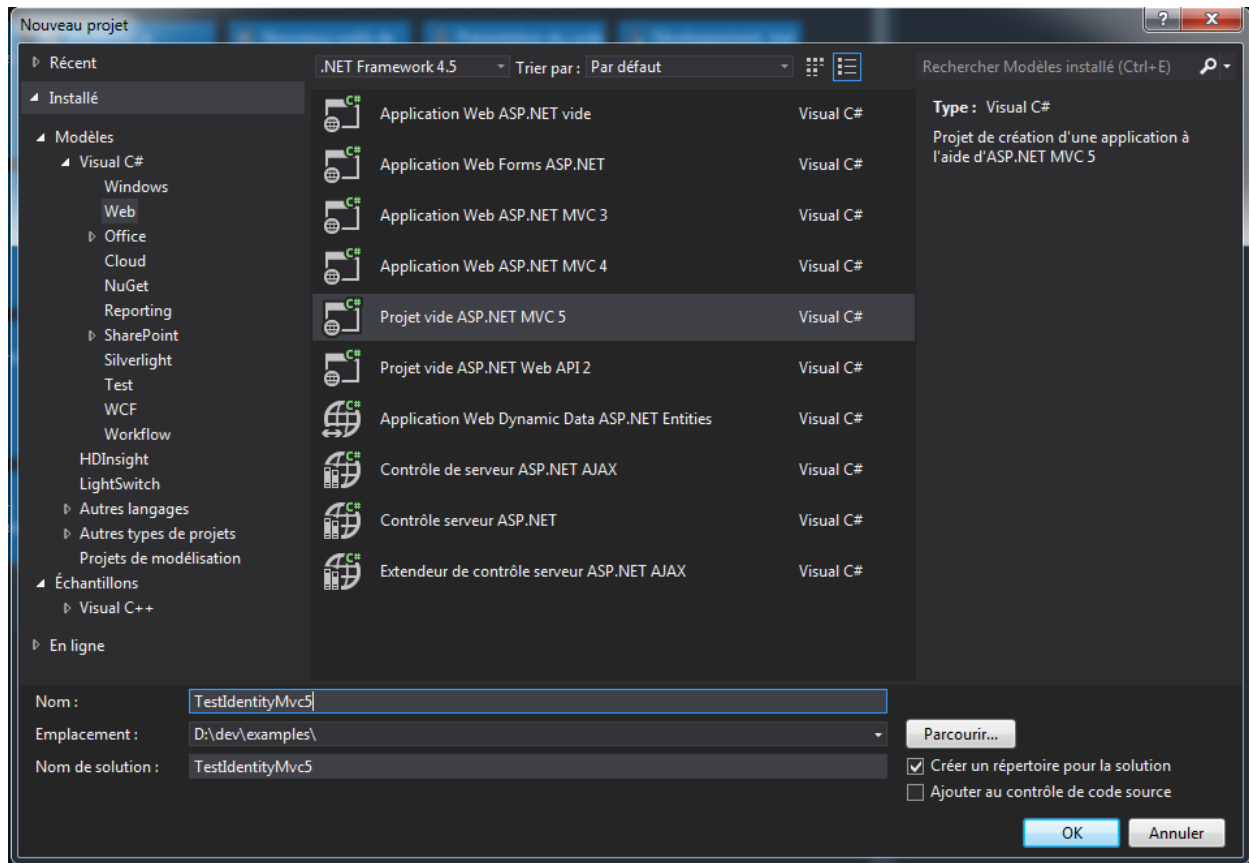 Nouveau projet
Récent
.NET Framework 4.5
Trier par : Par défaut
Rechercher Modèles installé (Ctrl+E)
Installé
Modèles
Visual C#
Windows
Web
Office
Cloud
NuGet
Reporting
SharePoint
Silverlight
Test
WCF
Workflow
HDInsight
LightSwitch
Autres langages
Autres types de projets
Projets de modélisation
Échantillons
Visual C++
En ligne
Application Web ASP.NET vide Visual C#
Application Web Forms ASP.NET Visual C#
Application Web ASP.NET MVC 3 Visual C#
Application Web ASP.NET MVC 4 Visual C#
Projet vide ASP.NET MVC 5 Visual C#
Projet vide ASP.NET Web API 2 Visual C#
Application Web Dynamic Data ASP.NET Entities Visual C#
Contrôle de serveur ASP.NET AJAX Visual C#
Contrôle serveur ASP.NET Visual C#
Extendeur de contrôle serveur ASP.NET AJAX Visual C#
Type : Visual C#
Projet de création d'une application à
l'aide d'ASP.NET MVC 5
Nom : TestIdentityMvc5
Emplacement : D:\dev\examples\
Parcourir...
Nom de solution : TestIdentityMvc5
Créer un répertoire pour la solution
Ajouter au contrôle de code source
OK
Annuler